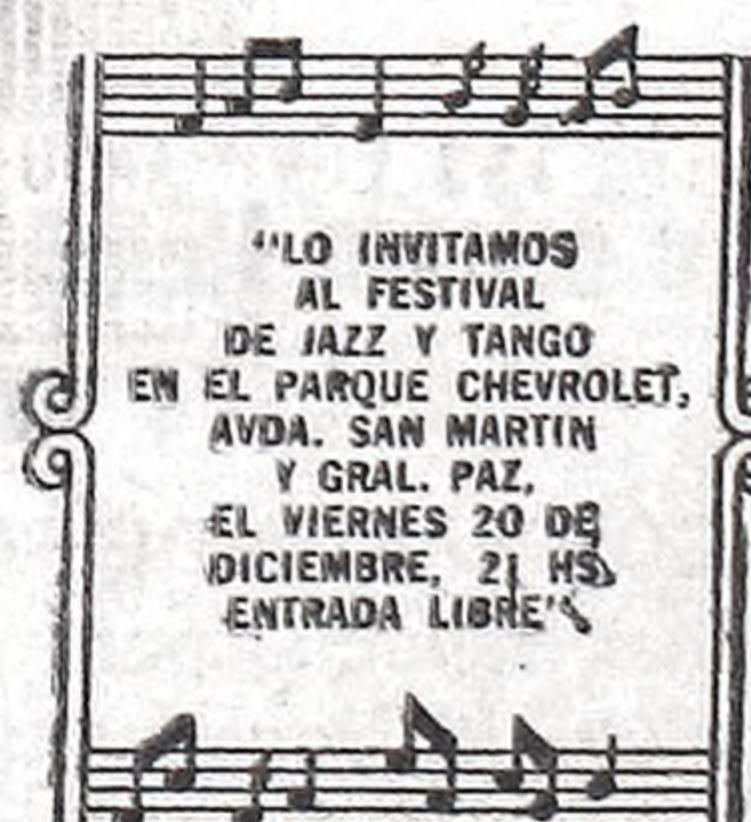 "LO INVITAMOS
AL FESTIVAL
DE JAZZ Y TANGO
EN EL PARQUE CHEVROLET,
AVDA. SAN MARTIN
Y GRAL. PAZ,
EL VIERNES 20 DE
DICIEMBRE, 21 HS.
ENTRADA LIBRE".